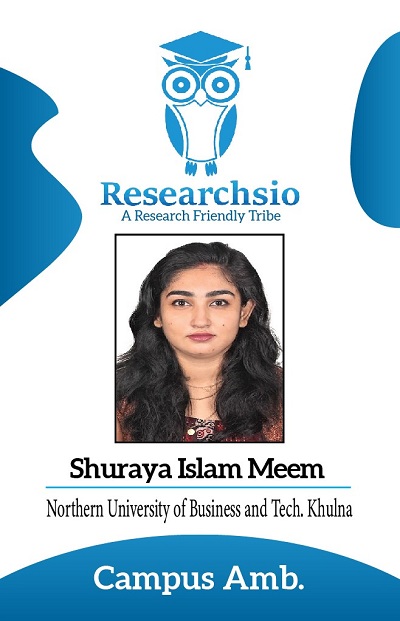 Researchsio
A Research Friendly Tribe
Shuraya Islam Meem
Northern University of Business and Tech. Khulna
Campus Amb.